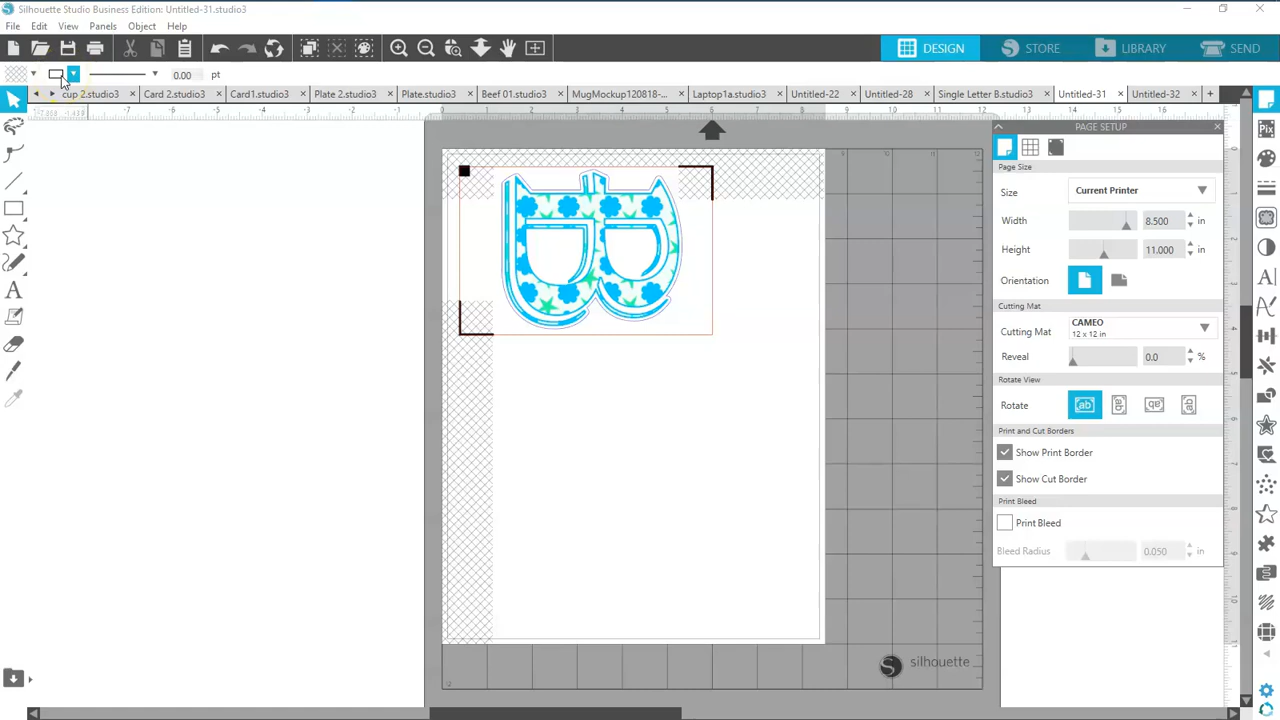 Silhouette Studio Business Edition: Untitled-31.studio3
File Edit View Panels Object Help
DESIGN STORE LIBRARY SEND
0.00 pt
cup 2.studio3 Card 2.studio3 Card1.studio3 Plate 2.studio3 Plate.studio3 Beef 01.studio3 MugMockup120818-... Laptop1a.studio3 Untitled-22 Untitled-28 Single Letter B.studio3 Untitled-31 Untitled-32
PAGE SETUP
Page Size
Size Current Printer
Width 8.500 in
Height 11.000 in
Orientation
Cutting Mat
Cutting Mat CAMEO
12 x 12 in
Reveal 0.0 %
Rotate View
Rotate
Print and Cut Borders
Show Print Border
Show Cut Border
Print Bleed
Print Bleed
Bleed Radius 0.050 in
silhouette